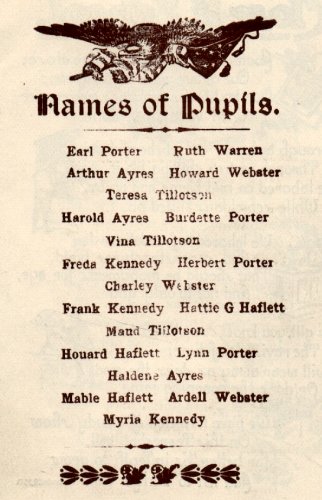 Names of Pupils.
Earl Porter Ruth Warren
Arthur Ayres Howard Webster
Teresa Tillotson
Harold Ayres Burdette Porter
Vina Tillotson
Freda Kennedy Herbert Porter
Charley Webster
Frank Kennedy Hattie G Haflett
Maud Tillotson
Houard Haflett Lynn Porter
Haldene Ayres
Mable Haflett Ardell Webster
Myria Kennedy